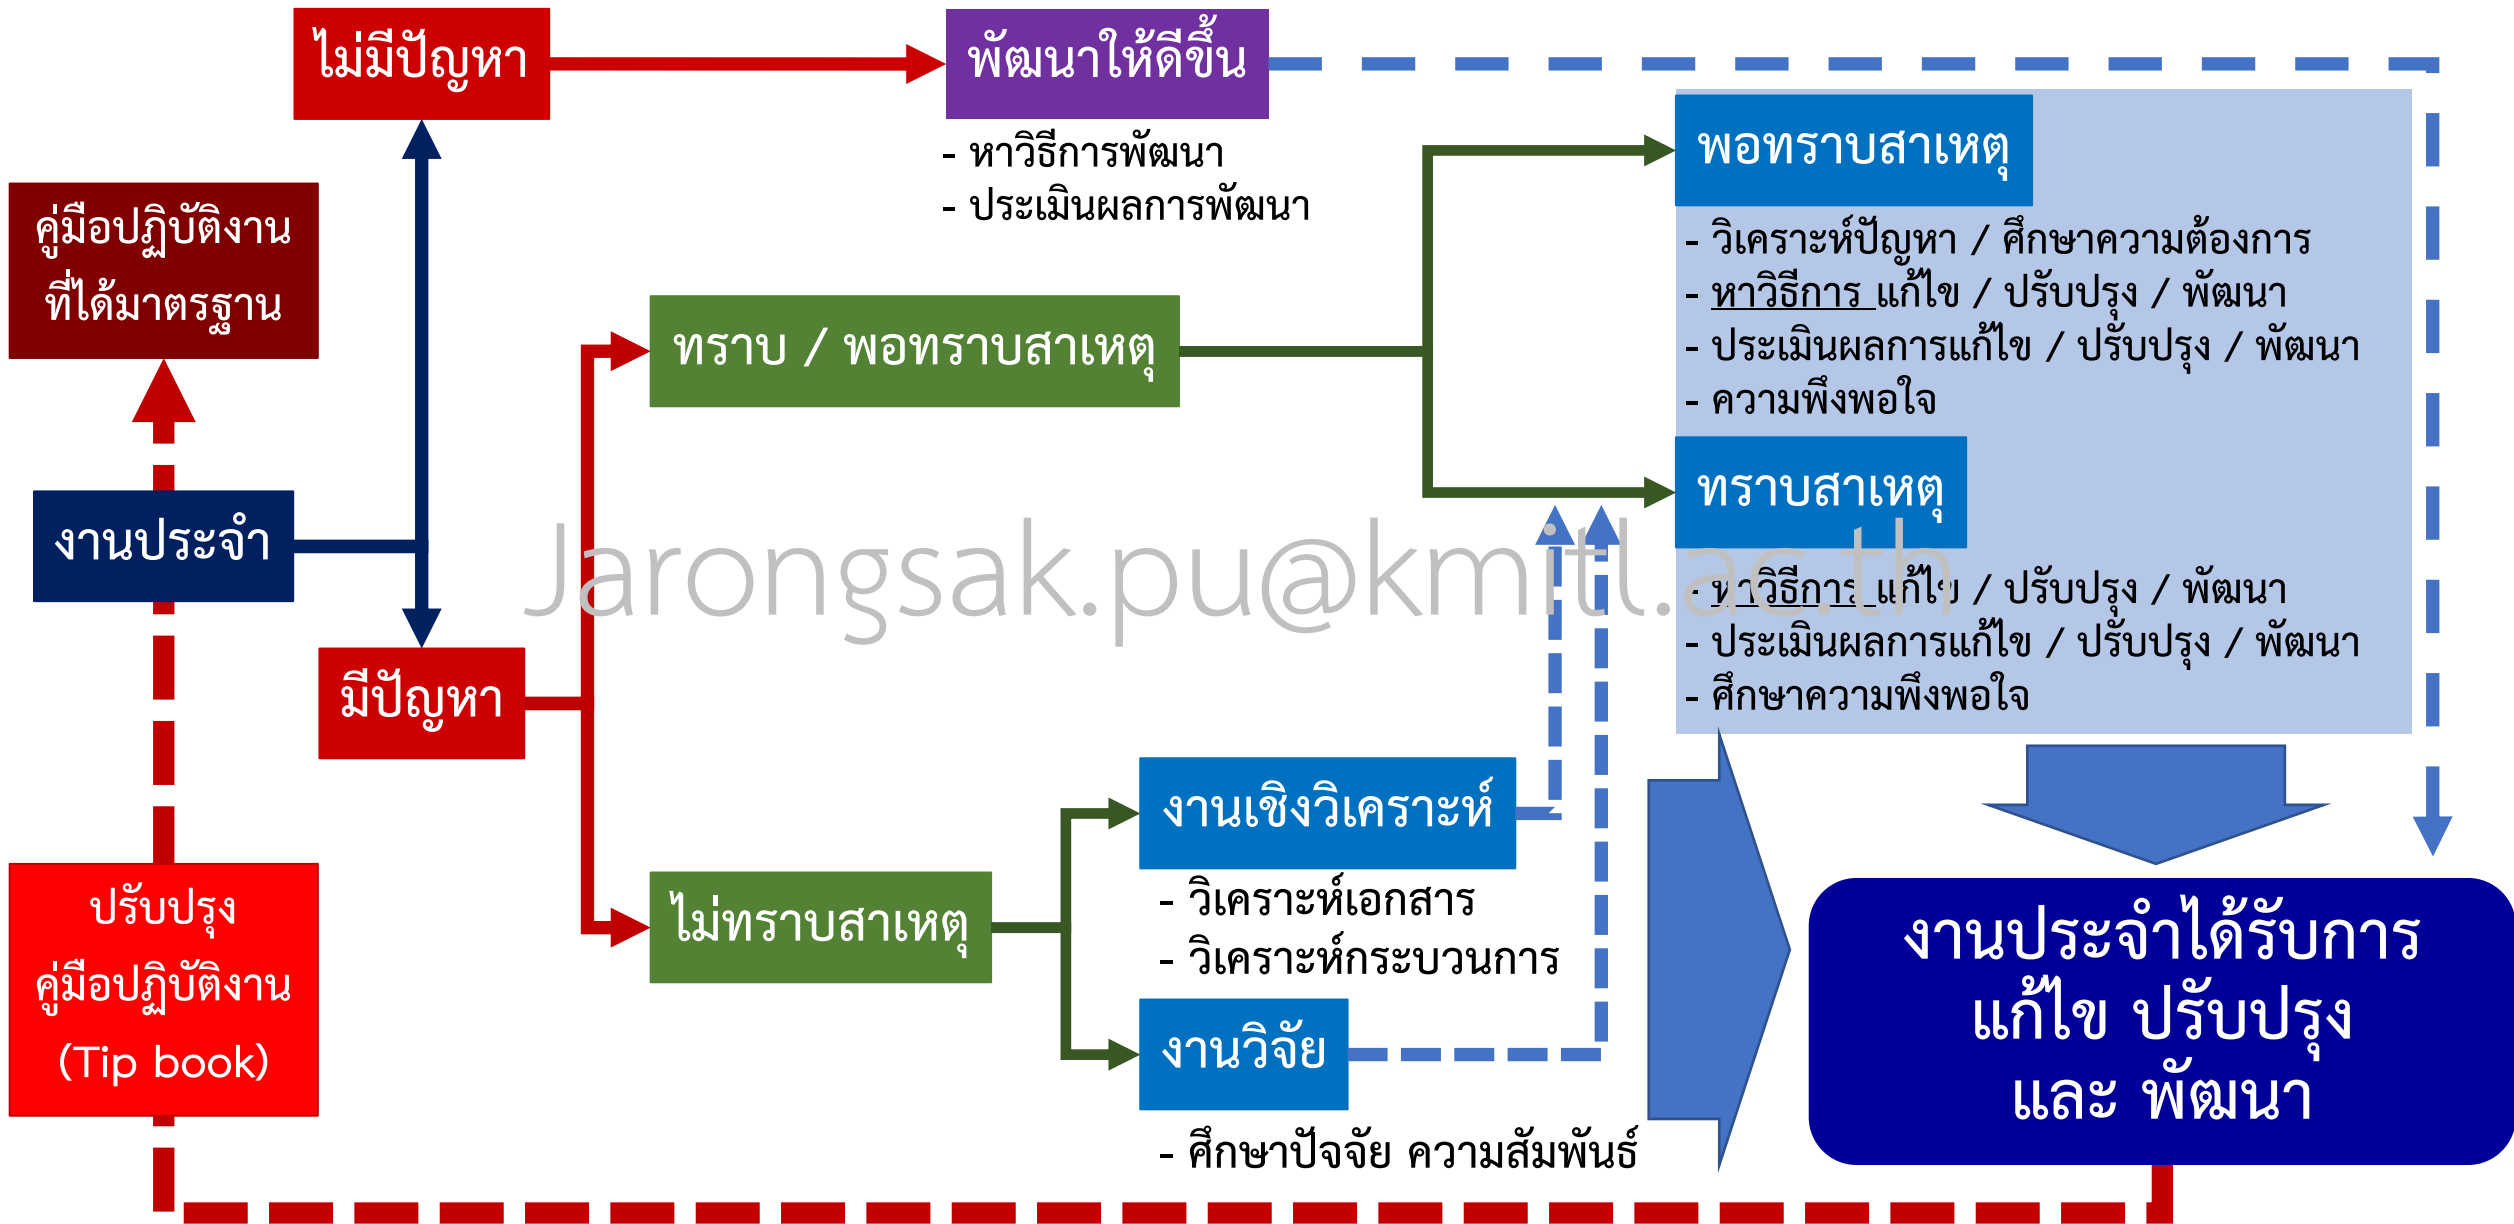 ไม่มีปัญหา
พัฒนาให้ดีขึ้น
- หาวิธีการพัฒนา
- ประเมินผลการพัฒนา
คู่มือปฏิบัติงาน
ที่ได้มาตรฐาน
งานประจำ
มีปัญหา
ทราบ / พอทราบสาเหตุ
พอทราบสาเหตุ
- วิเคราะห์ปัญหา / ศึกษาความต้องการ
- หาวิธีการ แก้ไข / ปรับปรุง / พัฒนา
- ประเมินผลการแก้ไข / ปรับปรุง / พัฒนา
- ความพึงพอใจ
ทราบสาเหตุ
- หาวิธีการ แก้ไข / ปรับปรุง / พัฒนา
- ประเมินผลการแก้ไข / ปรับปรุง / พัฒนา
- ศึกษาความพึงพอใจ
Jarongsak.pu@kmitl.ac.th
ไม่ทราบสาเหตุ
งานเชิงวิเคราะห์
- วิเคราะห์เอกสาร
- วิเคราะห์กระบวนการ
งานวิจัย
- ศึกษาปัจจัย ความสัมพันธ์
งานประจำได้รับการ
แก้ไข ปรับปรุง
และ พัฒนา
ปรับปรุง
คู่มือปฏิบัติงาน
(Tip book)